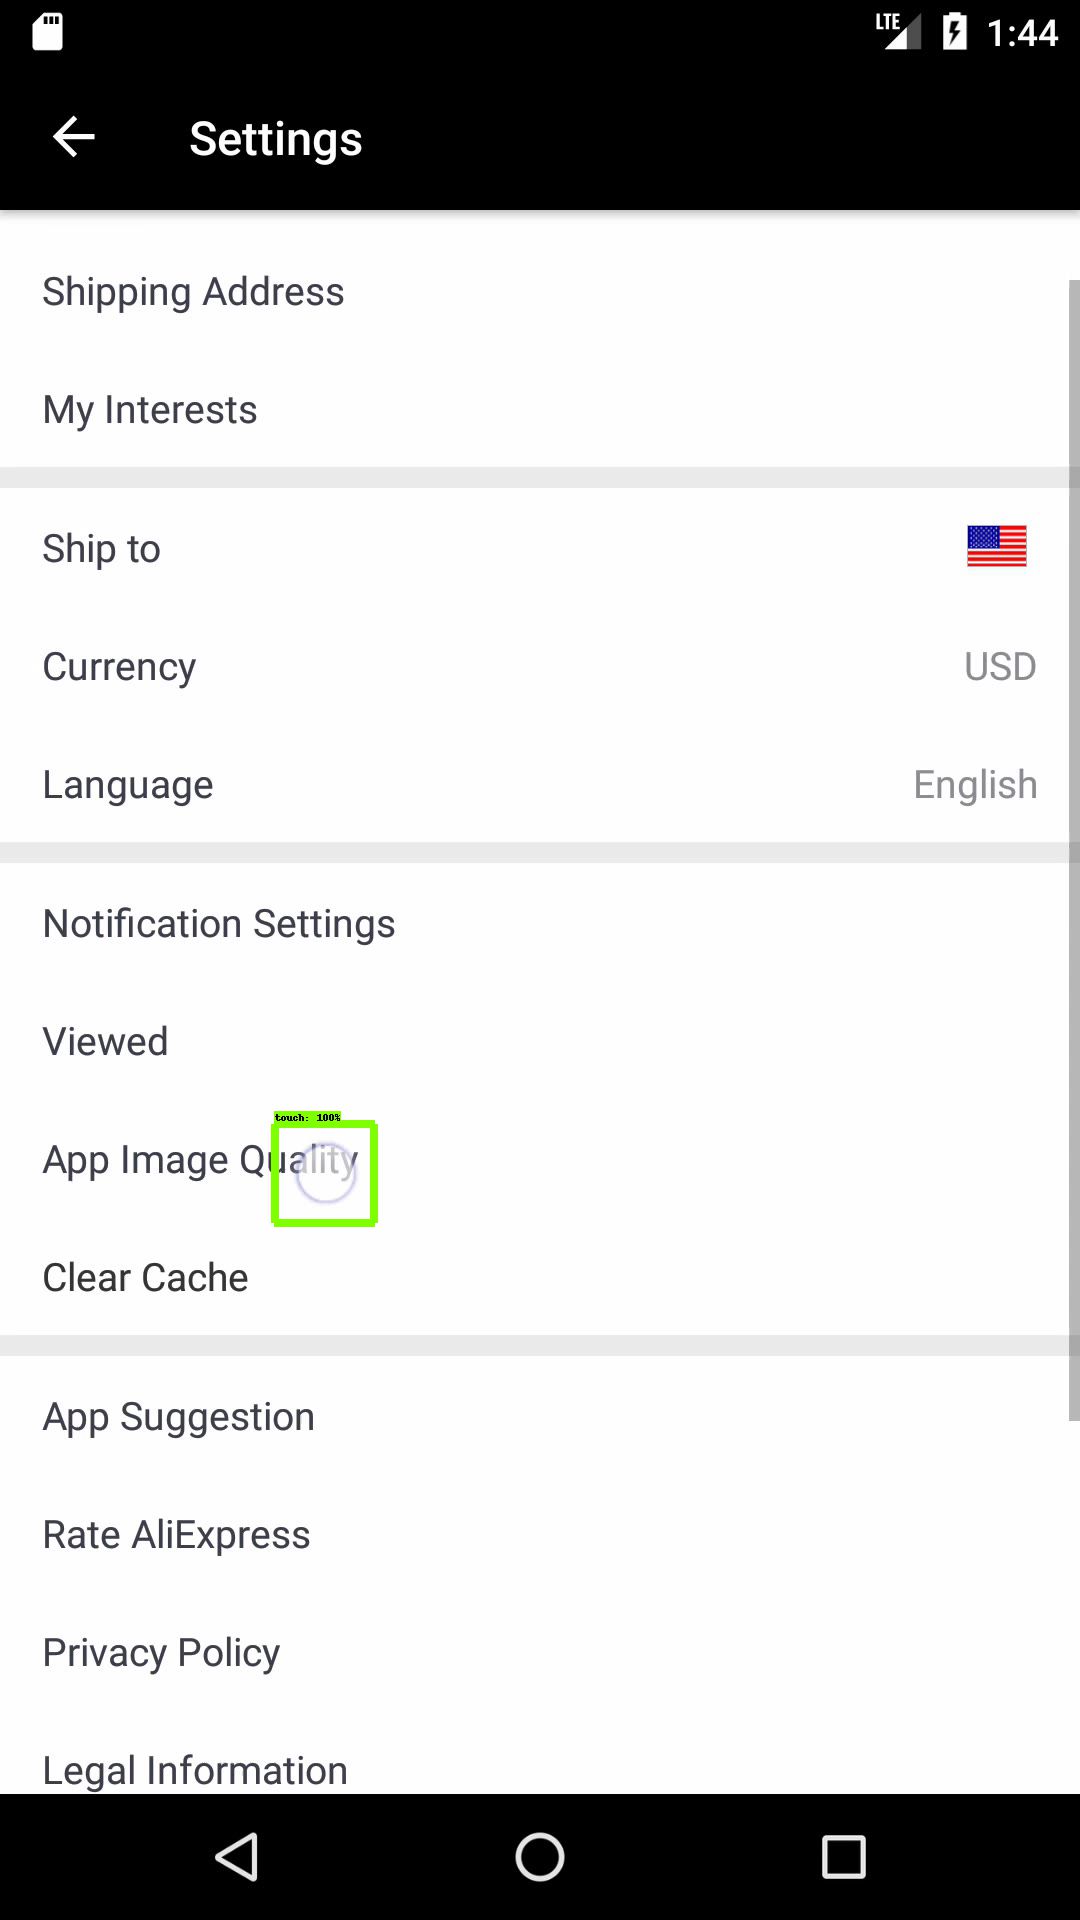 LTE 1:44
Settings
Shipping Address
My Interests
Ship to
Currency USD
Language English
Notification Settings
Viewed
touch: 100%
App Image Quality
Clear Cache
App Suggestion
Rate AliExpress
Privacy Policy
Legal Information